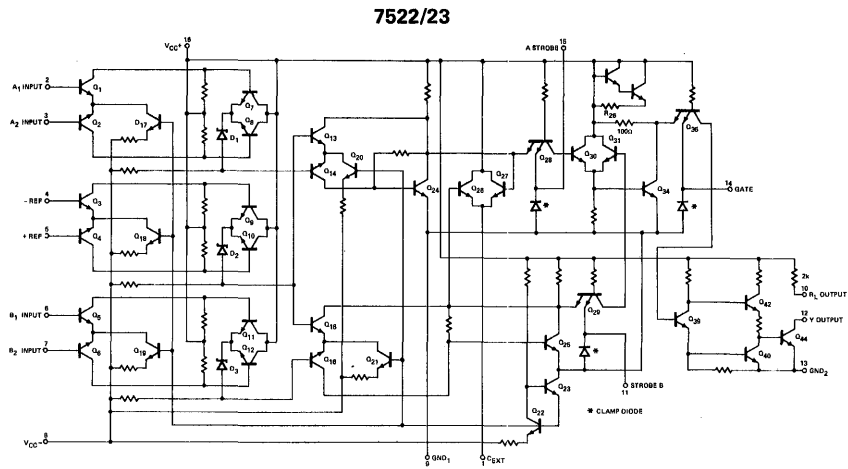 7522/23
16
VCC+
A STROBE
15
A1 INPUT
2
Q1
A2 INPUT
3
Q2
D17
Q7
Q8
D1
Q13
Q14
Q20
Q24
Q26
Q27
Q28
*
Q30
Q31
R26
100Ω
Q36
Q34
*
14
GATE
– REF
4
Q3
+ REF
5
Q4
Q18
Q9
Q10
D2
B1 INPUT
6
Q5
B2 INPUT
7
Q6
Q19
Q11
Q12
D3
Q15
Q16
Q21
Q25
Q23
Q22
Q29
*
11
STROBE B
* CLAMP DIODE
Q39
Q42
Q40
Q44
2k
10
RL OUTPUT
12
Y OUTPUT
13
GND2
VCC–
8
9
GND1
1
CEXT